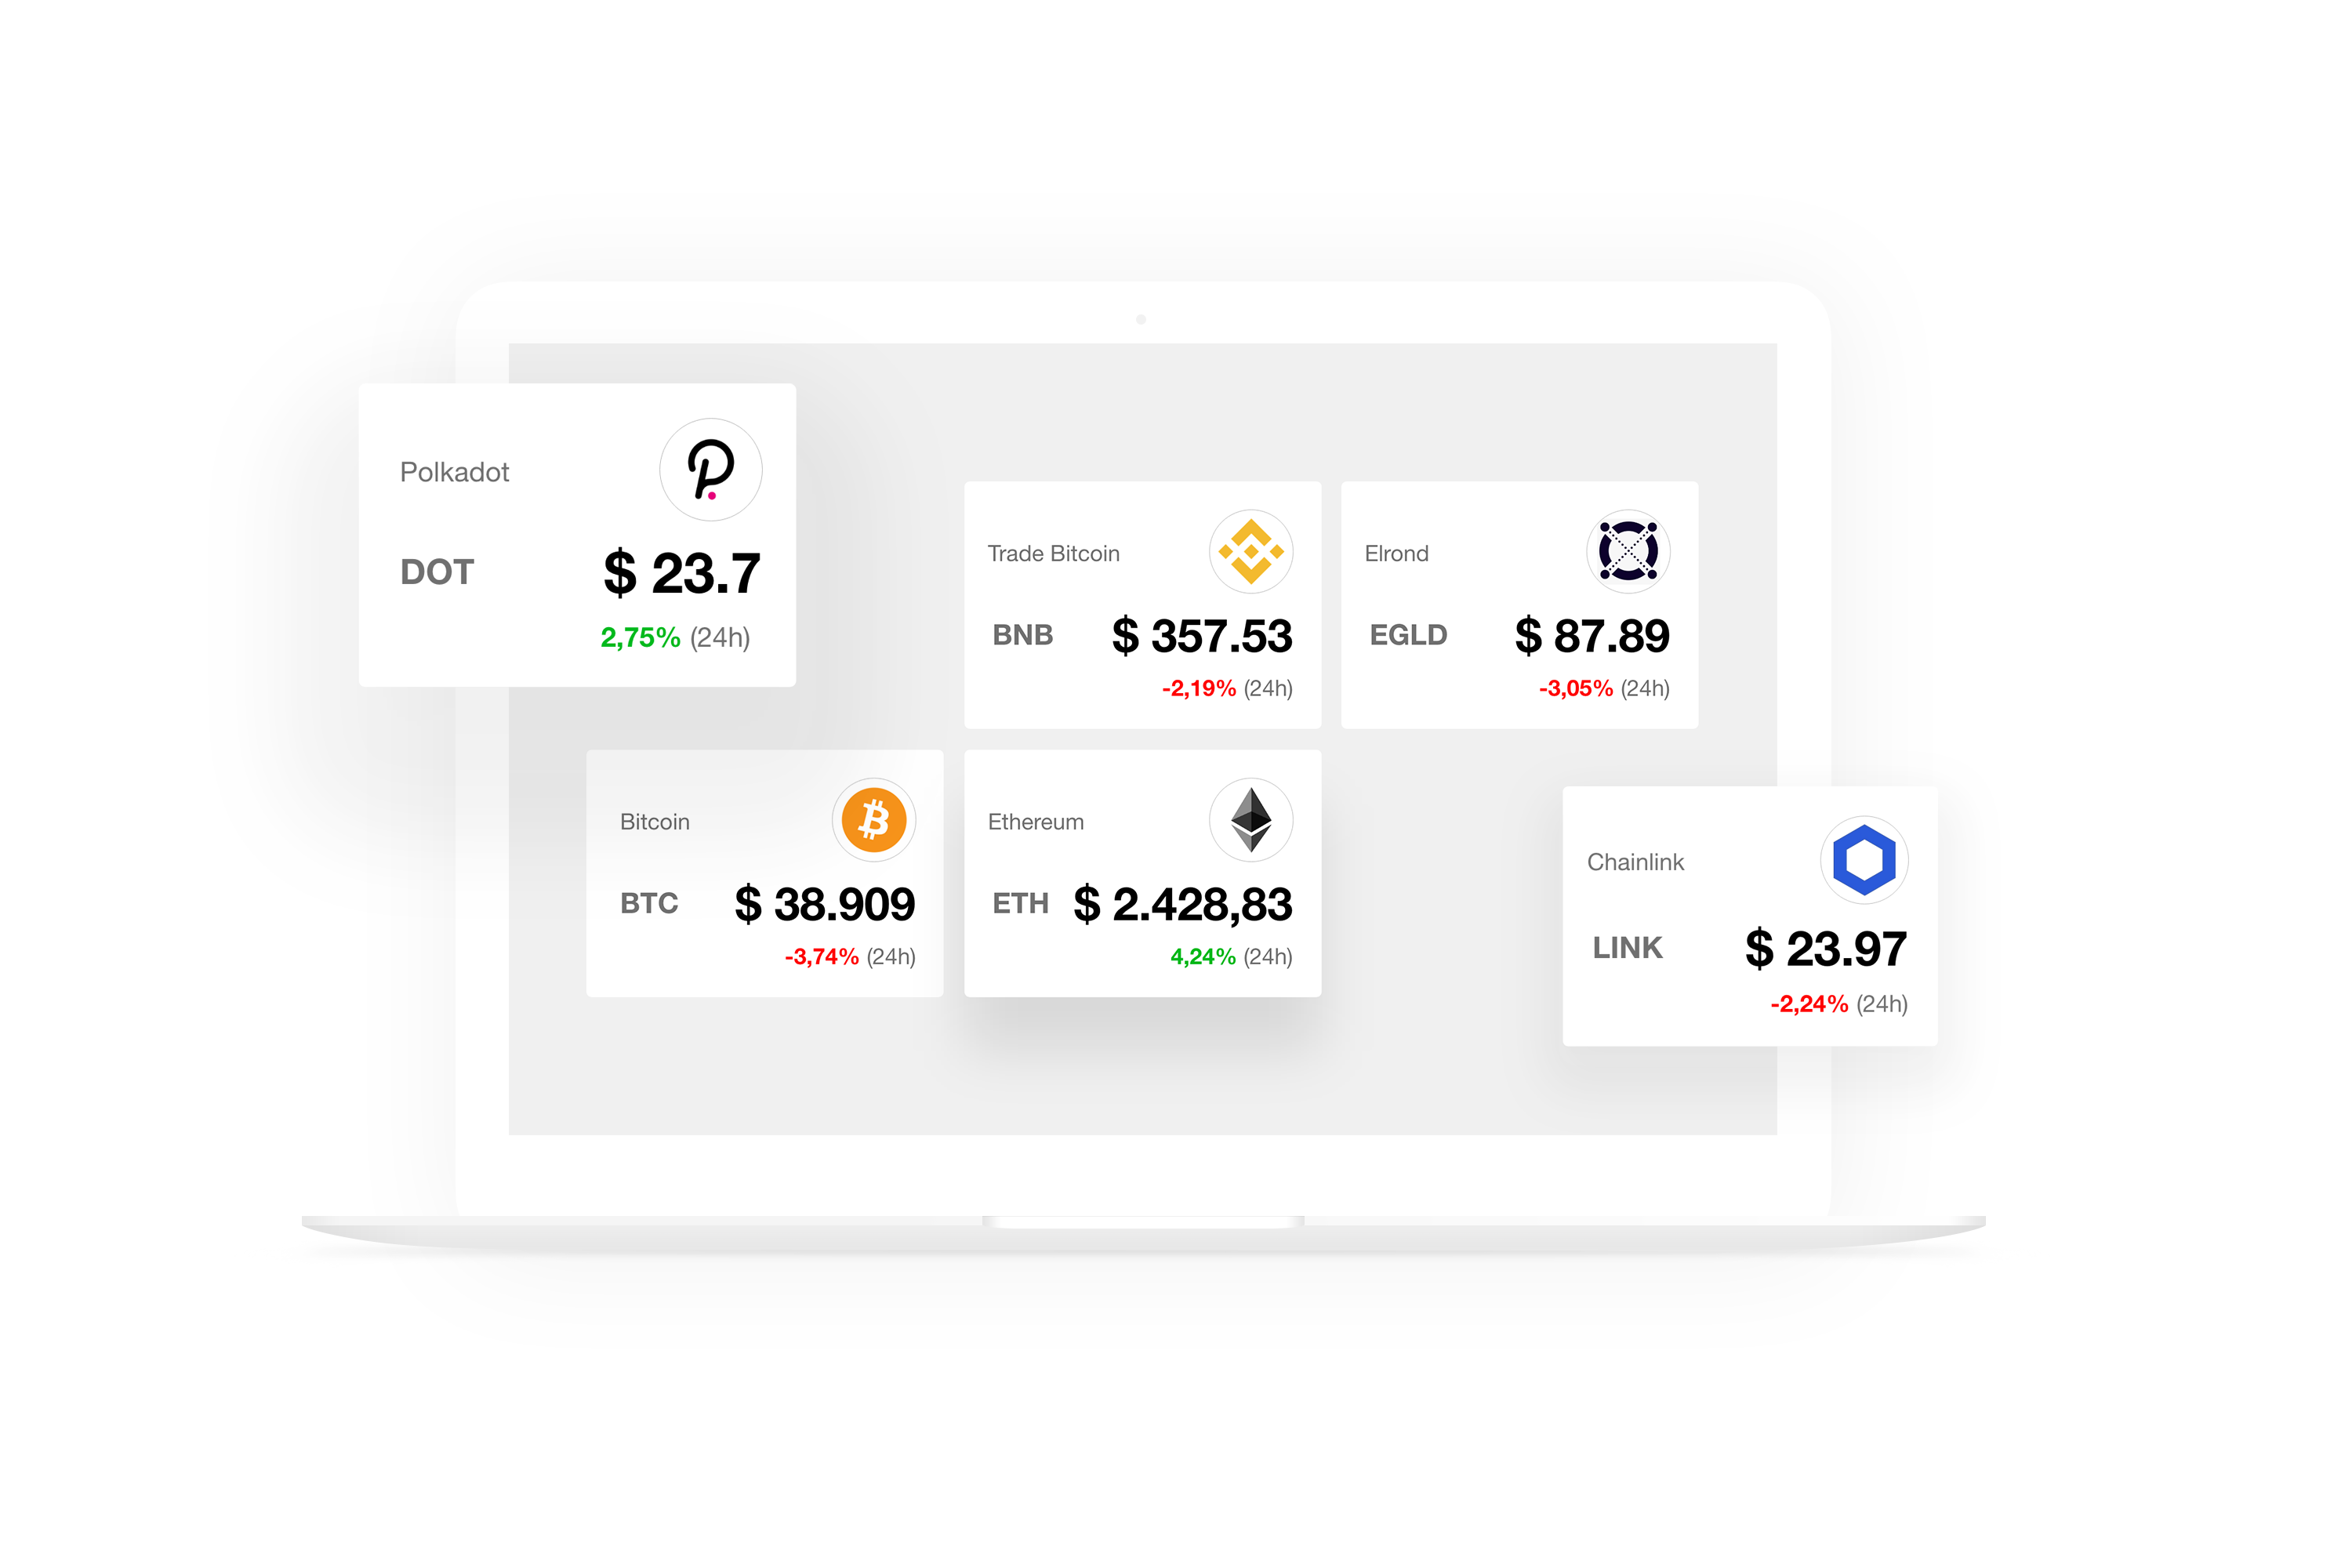 Polkadot
DOT $ 23.7
2,75% (24h)
Trade Bitcoin
BNB $ 357.53
-2,19% (24h)
Elrond
EGLD $ 87.89
-3,05% (24h)
Bitcoin
BTC $ 38.909
-3,74% (24h)
Ethereum
ETH $ 2.428,83
4,24% (24h)
Chainlink
LINK $ 23.97
-2,24% (24h)